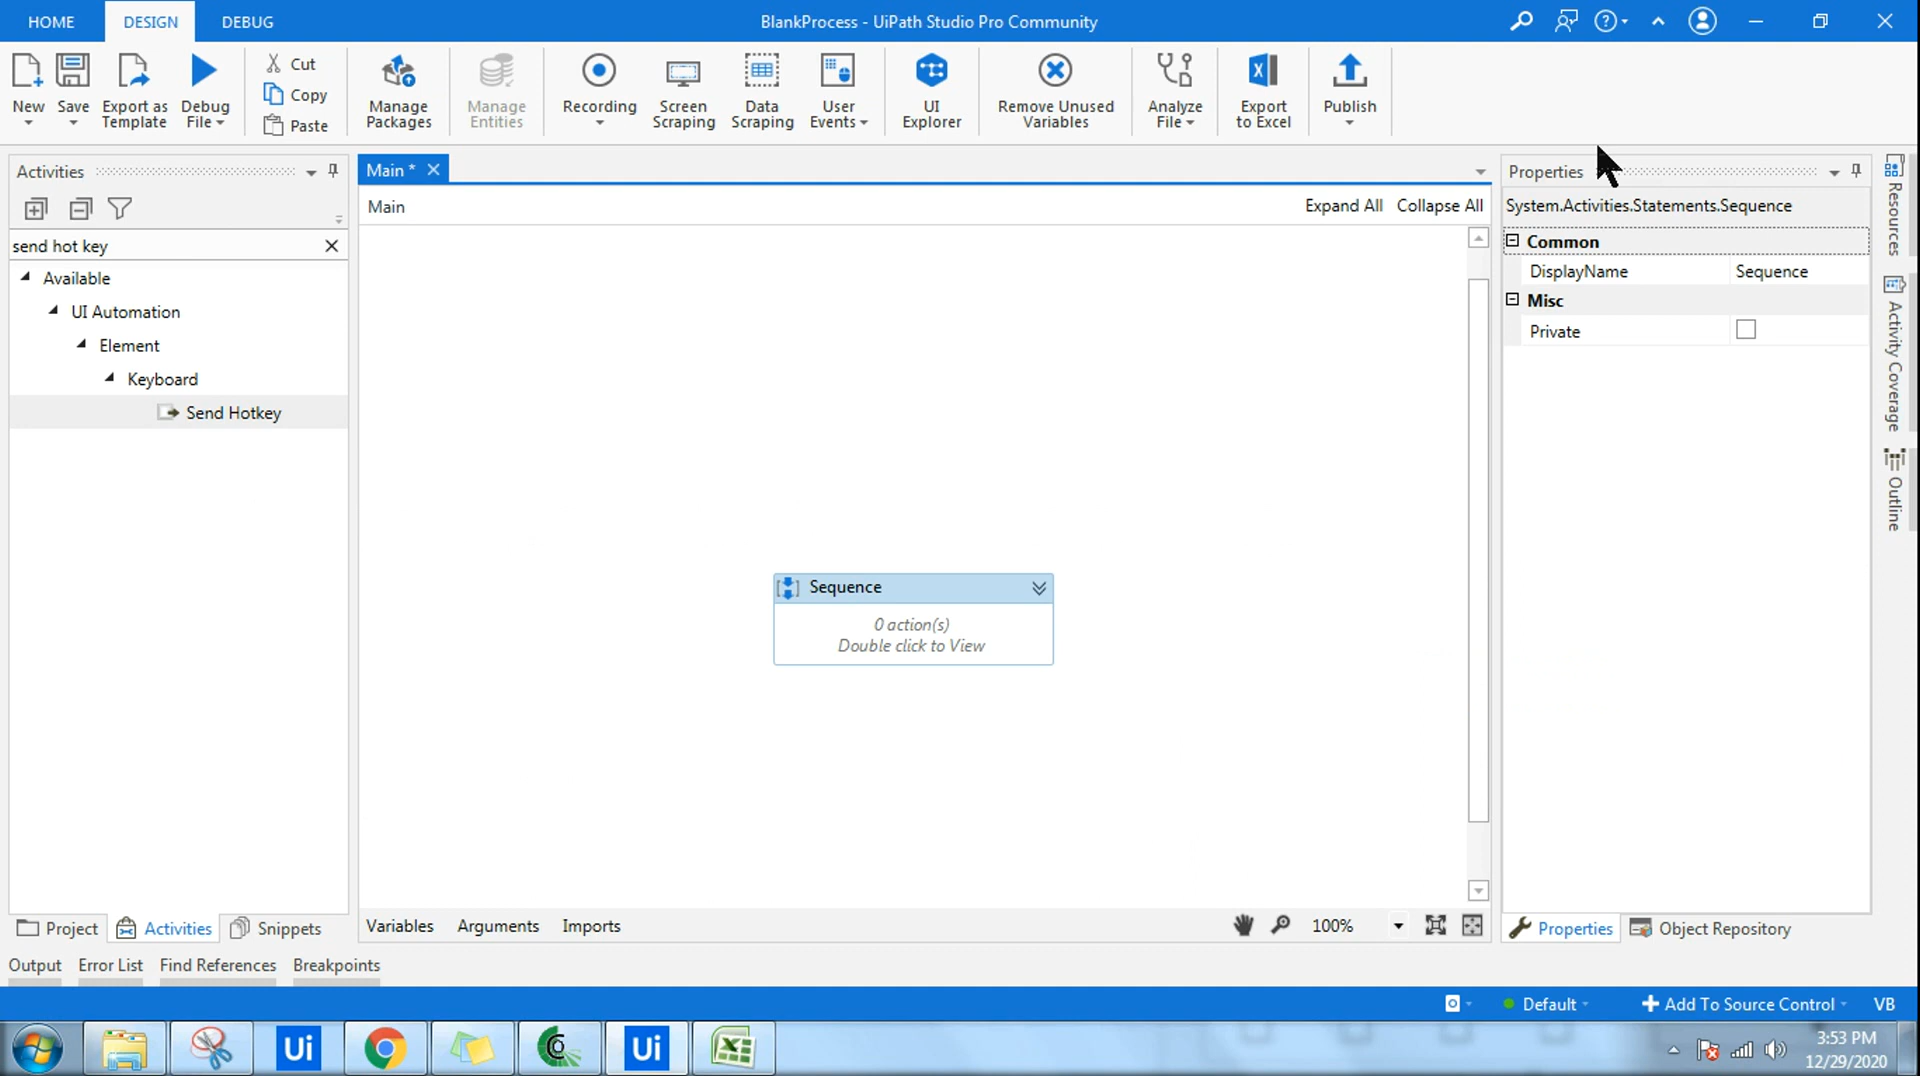 HOME DESIGN DEBUG BlankProcess - UiPath Studio Pro Community
New Save Export as Template Debug File Cut Copy Paste Manage Packages Manage Entities Recording Screen Scraping Data Scraping User Events UI Explorer Remove Unused Variables Analyze File Export to Excel Publish
Activities
send hot key
Available
UI Automation
Element
Keyboard
Send Hotkey
Main *
Main Expand All Collapse All
Sequence
0 action(s)
Double click to View
Properties
System.Activities.Statements.Sequence
Common
DisplayName Sequence
Misc
Private
Resources
Activity Coverage
Outline
Project Activities Snippets
Variables Arguments Imports 100%
Properties Object Repository
Output Error List Find References Breakpoints
Default Add To Source Control VB
Ui Ui
3:53 PM
12/29/2020